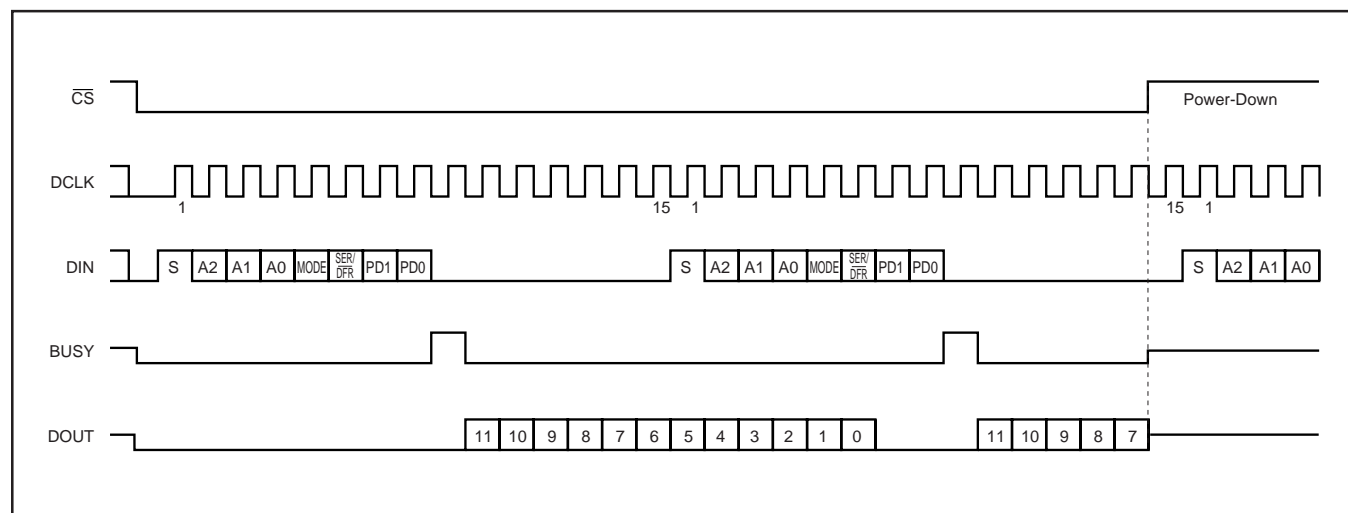 CS Power-Down
DCLK
1 15 1 15 1
DIN S A2 A1 A0 MODE SER/DFR PD1 PD0 S A2 A1 A0 MODE SER/DFR PD1 PD0 S A2 A1 A0
BUSY
DOUT 11 10 9 8 7 6 5 4 3 2 1 0 11 10 9 8 7